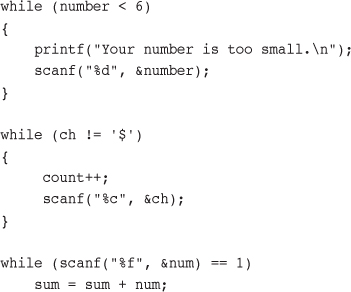 while (number < 6)
{
    printf("Your number is too small.\n");
    scanf("%d", &number);
}

while (ch != '$')
{
     count++;
     scanf("%c", &ch);
}

while (scanf("%f", &num) == 1)
    sum = sum + num;